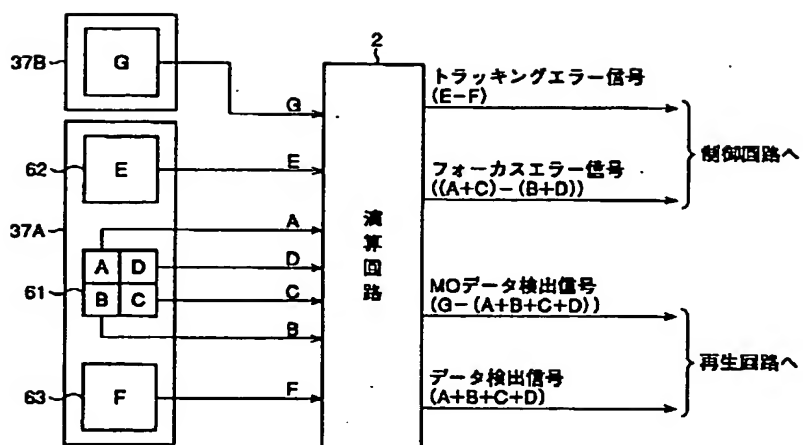 2
37B
G
G
トラッキングエラー信号
(E−F)
制御回路へ
62
E
E
フォーカスエラー信号
((A+C)−(B+D))
37A
A
演算回路
A D
D
B C
C
61
B
MOデータ検出信号
(G−(A+B+C+D))
再生回路へ
63
F
F
データ検出信号
(A+B+C+D)